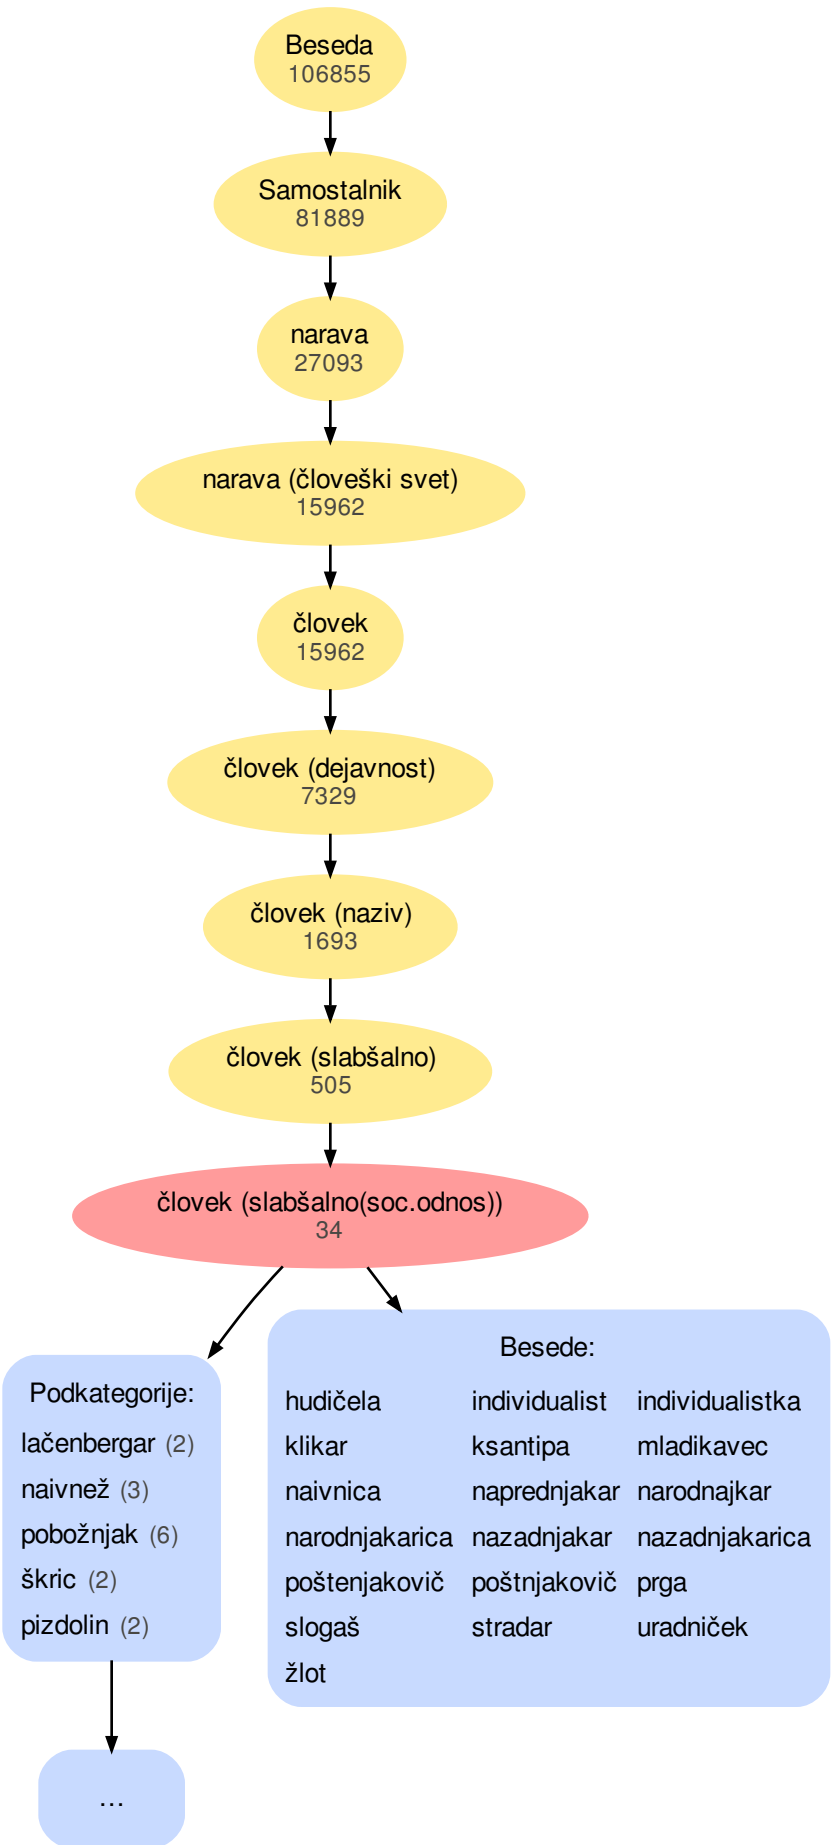 Beseda
106855
Samostalnik
81889
narava
27093
narava (človeški svet)
15962
človek
15962
človek (dejavnost)
7329
človek (naziv)
1693
človek (slabšalno)
505
človek (slabšalno(soc.odnos))
34
Podkategorije:
lačenbergar (2)
naivnež (3)
pobožnjak (6)
škric (2)
pizdolin (2)
...
Besede:
hudičela individualist individualistka
klikar ksantipa mladikavec
naivnica naprednjakar narodnajkar
narodnjakarica nazadnjakar nazadnjakarica
poštenjakovič poštnjakovič prga
slogaš stradar uradniček
žlot